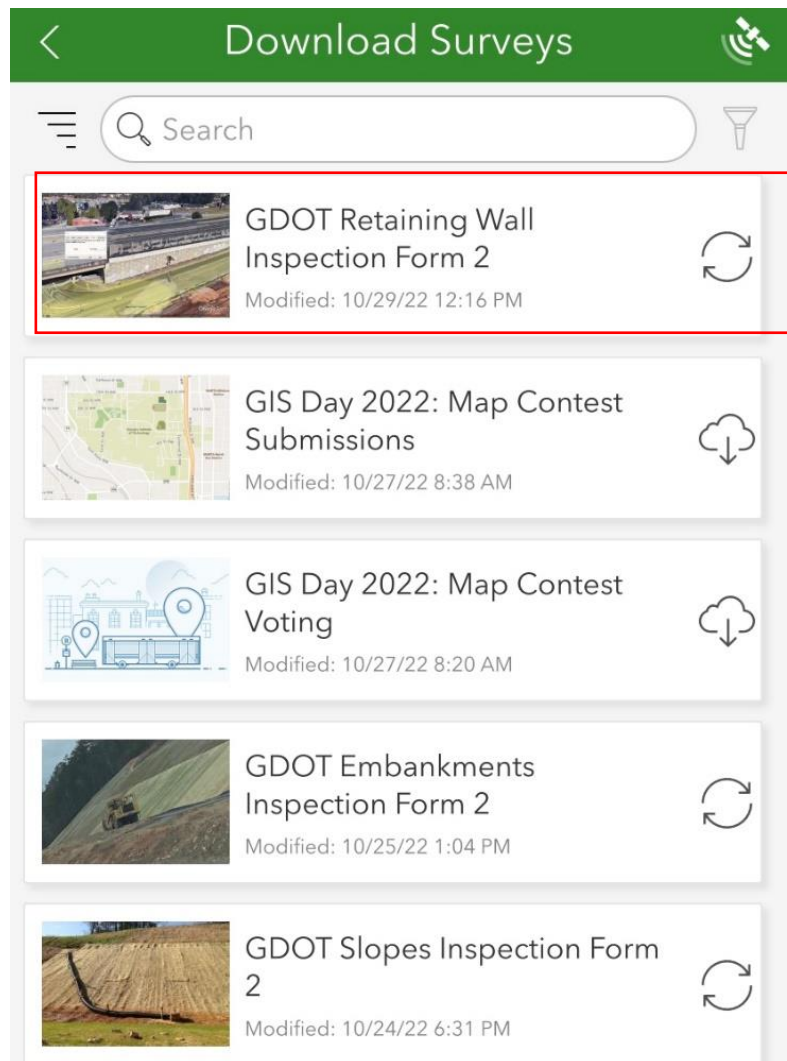 Download Surveys
Search
GDOT Retaining Wall
Inspection Form 2
Modified: 10/29/22 12:16 PM
GIS Day 2022: Map Contest
Submissions
Modified: 10/27/22 8:38 AM
GIS Day 2022: Map Contest
Voting
Modified: 10/27/22 8:20 AM
GDOT Embankments
Inspection Form 2
Modified: 10/25/22 1:04 PM
GDOT Slopes Inspection Form
2
Modified: 10/24/22 6:31 PM